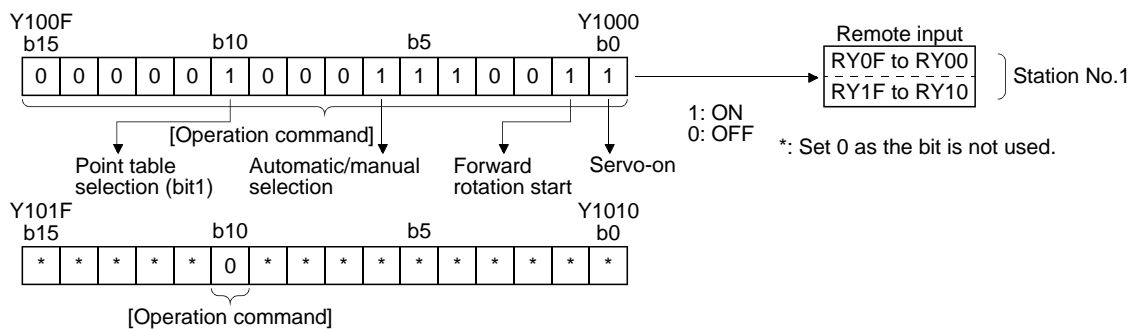 Y100F Y1000
b15 b10 b5 b0
0 0 0 0 0 1 0 0 0 1 1 1 0 0 1 1
Remote input
RY0F to RY00
RY1F to RY10
Station No.1
1: ON
0: OFF
*: Set 0 as the bit is not used.
[Operation command]
Point table
selection (bit1)
Automatic/manual
selection
Forward
rotation start
Servo-on
Y101F Y1010
b15 b10 b5 b0
* * * * * 0 * * * * * * * * * *
[Operation command]